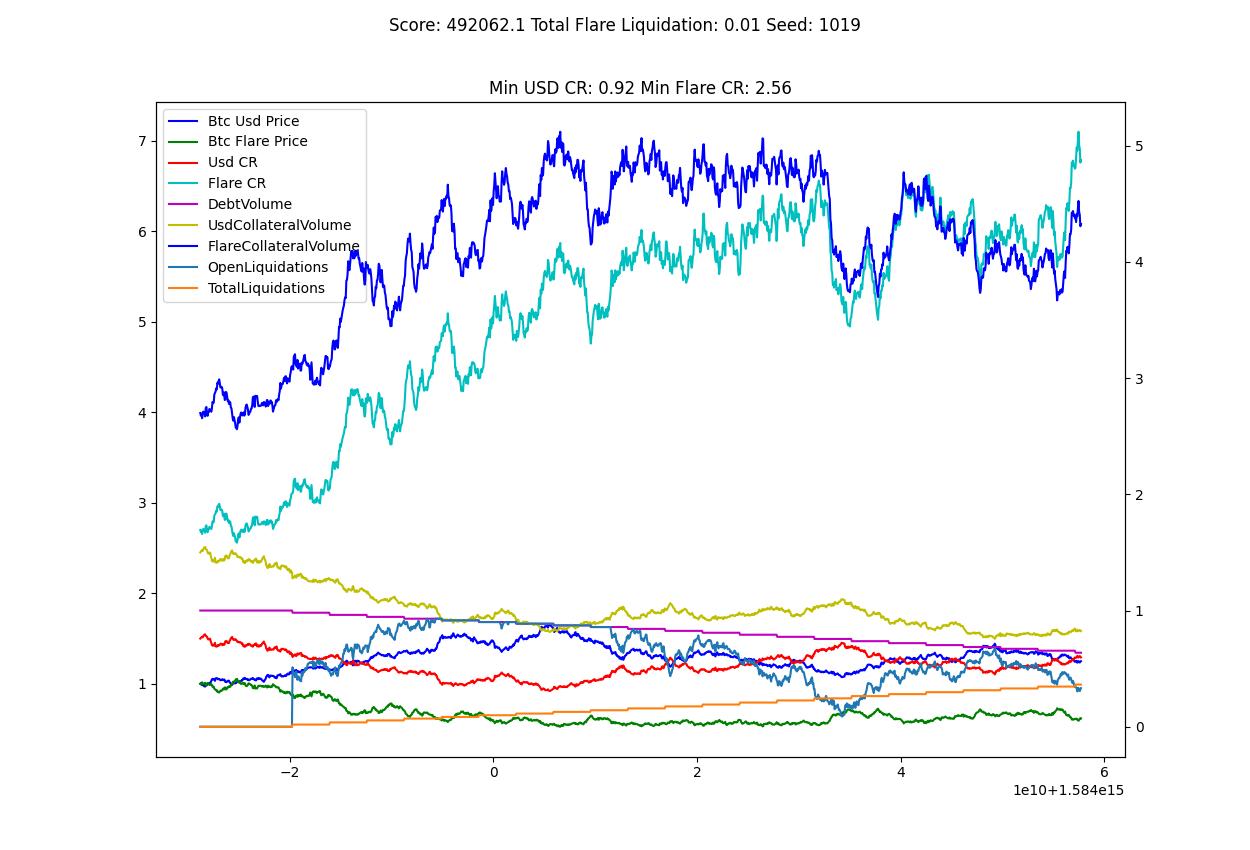 Score: 492062.1 Total Flare Liquidation: 0.01 Seed: 1019
Min USD CR: 0.92 Min Flare CR: 2.56
Btc Usd Price
Btc Flare Price
Usd CR
Flare CR
DebtVolume
UsdCollateralVolume
FlareCollateralVolume
OpenLiquidations
TotalLiquidations
7
6
5
4
3
2
1
5
4
3
2
1
0
−2
0
2
4
6
1e10+1.584e15